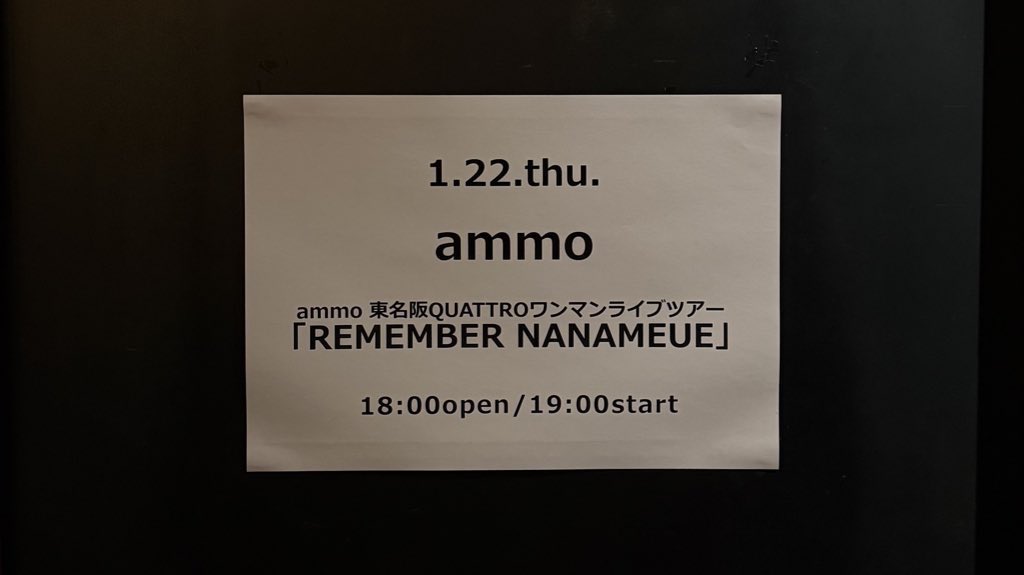 1.22.thu.
ammo
ammo 東名阪QUATTROワンマンライブツアー
「REMEMBER NANAMEUE」
18:00open/19:00start